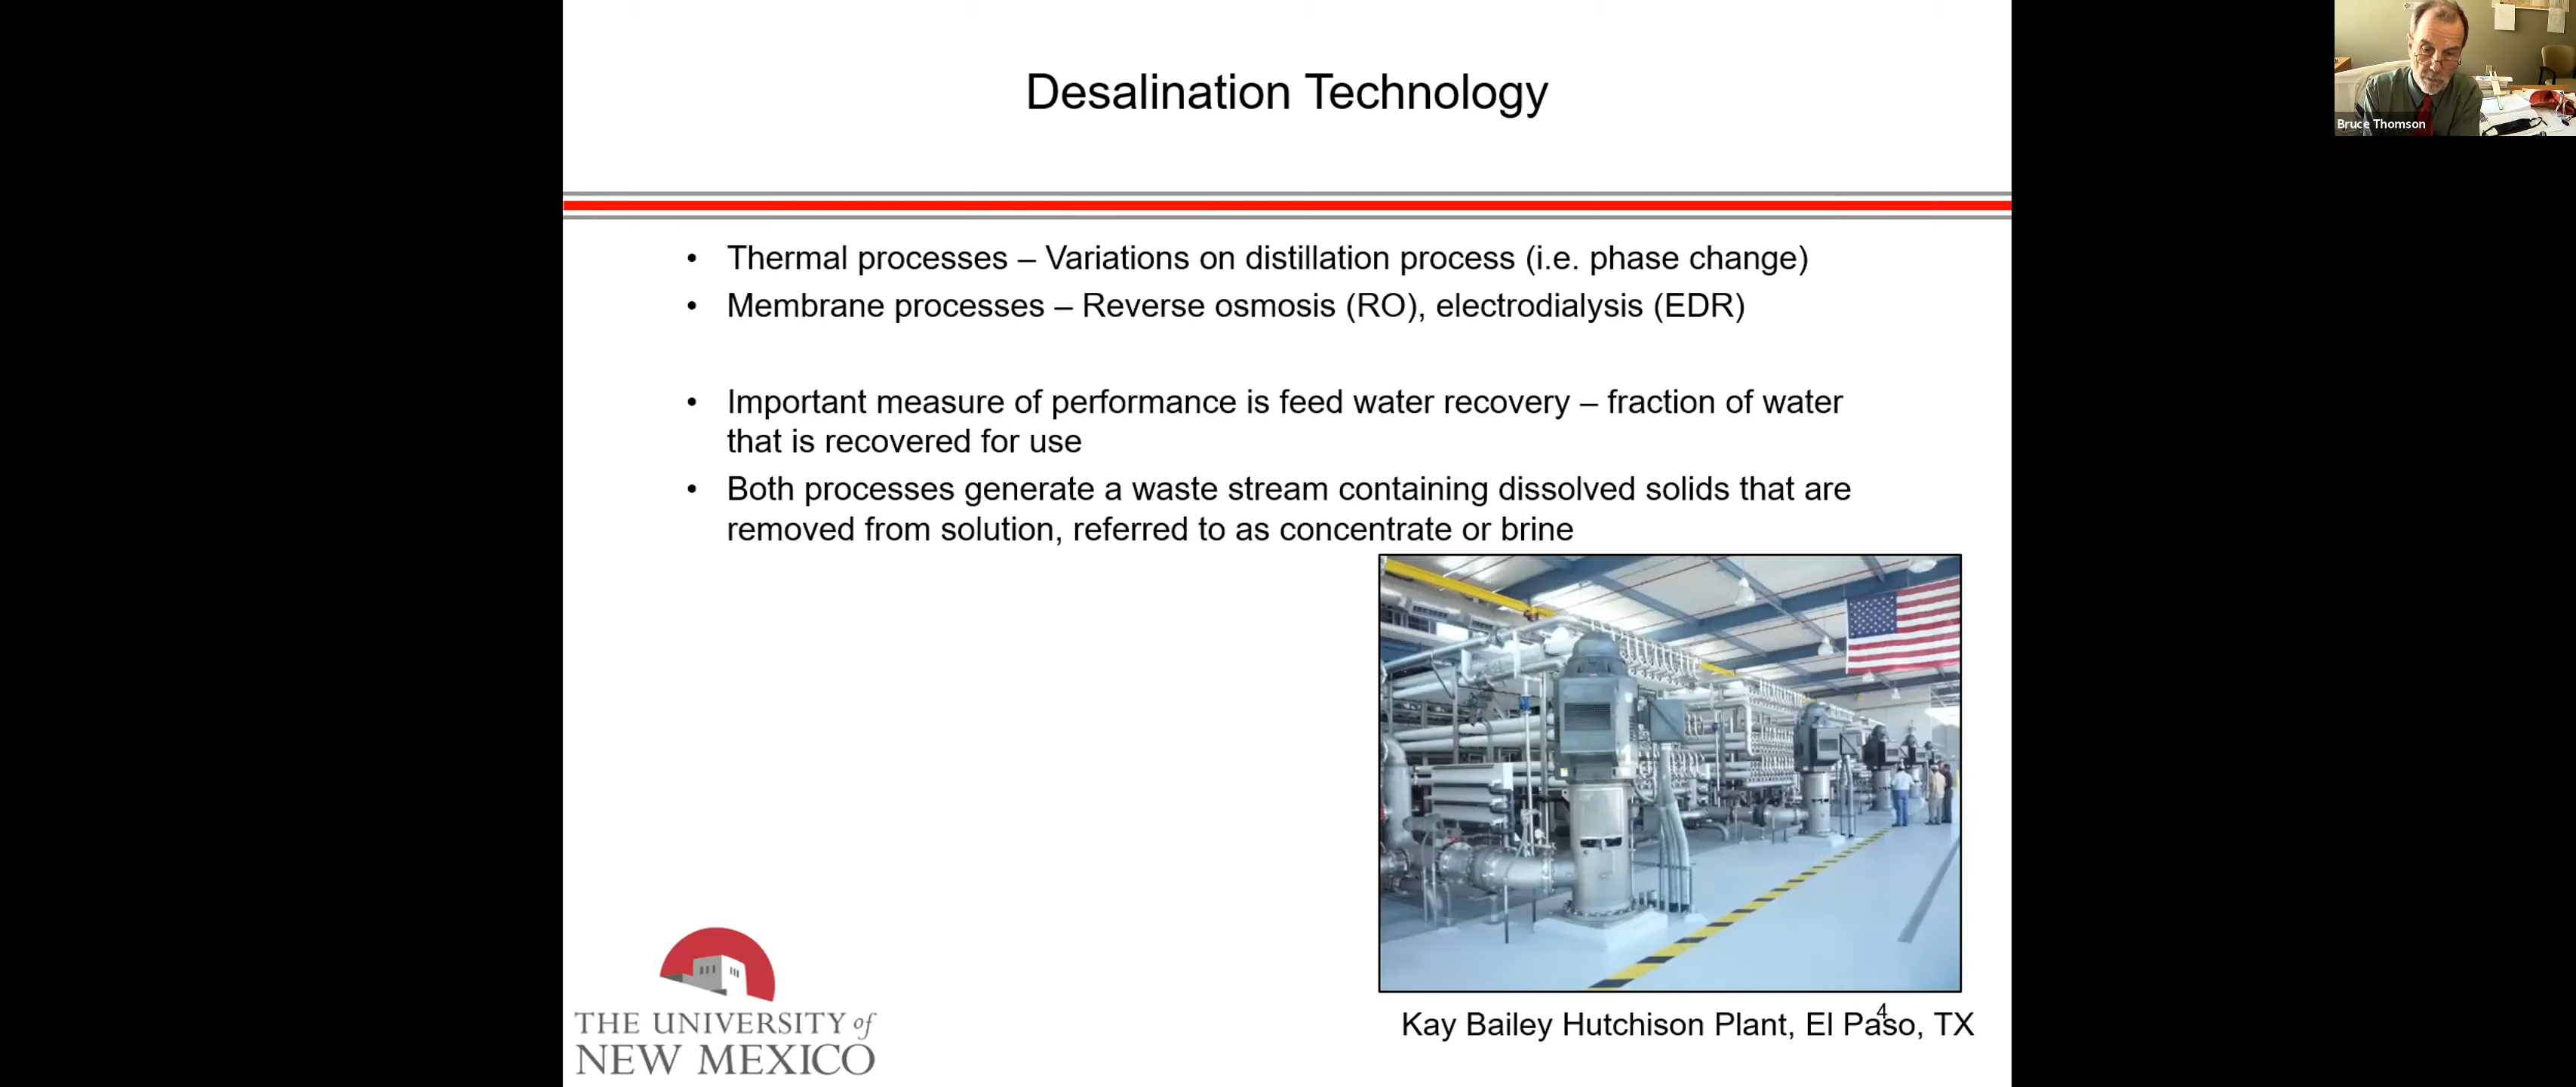 Desalination Technology
Bruce Thomson
• Thermal processes – Variations on distillation process (i.e. phase change)
• Membrane processes – Reverse osmosis (RO), electrodialysis (EDR)
• Important measure of performance is feed water recovery – fraction of water
that is recovered for use
• Both processes generate a waste stream containing dissolved solids that are
removed from solution, referred to as concentrate or brine
THE UNIVERSITY of
NEW MEXICO
4
Kay Bailey Hutchison Plant, El Paso, TX